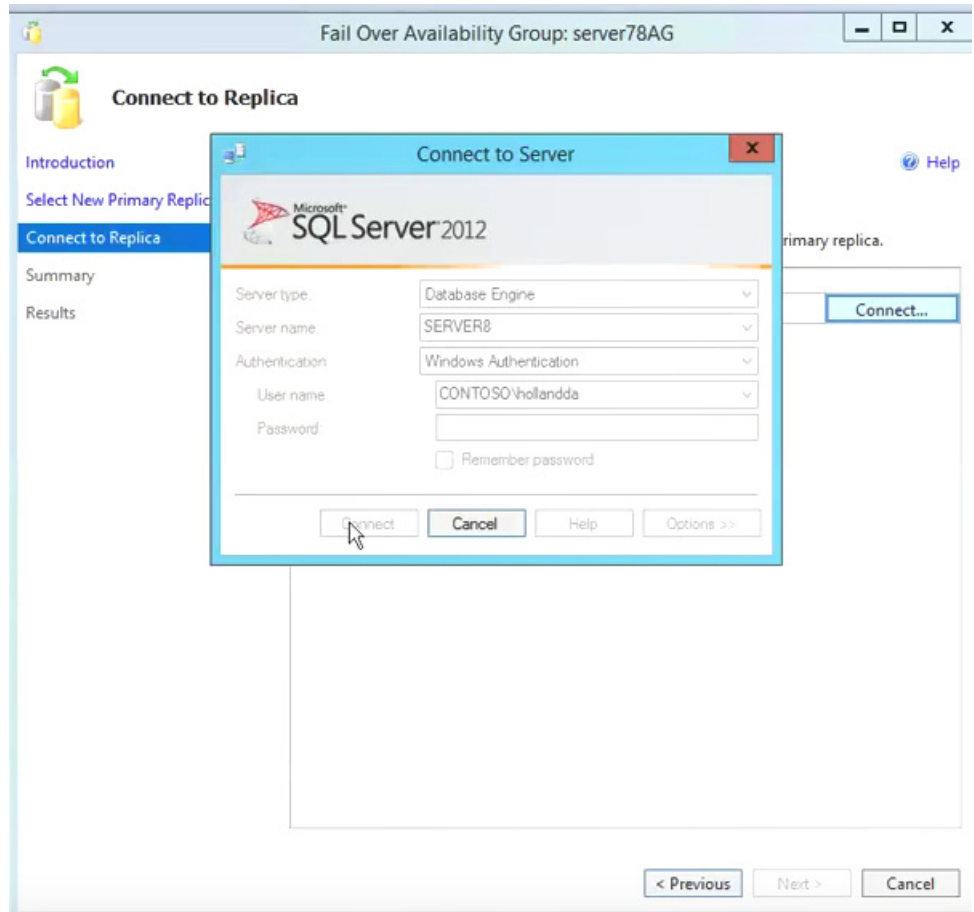 Fail Over Availability Group: server78AG
Connect to Replica
Introduction
Help
Select New Primary Replic
Connect to Replica
rimary replica.
Summary
Results
Connect...
Connect to Server
Microsoft
SQL Server 2012
Server type:
Database Engine
Server name:
SERVER8
Authentication
Windows Authentication
User name
CONTOSO\hollandda
Password:
Remember password
Connect
Cancel
Help
Options >>
< Previous
Next >
Cancel